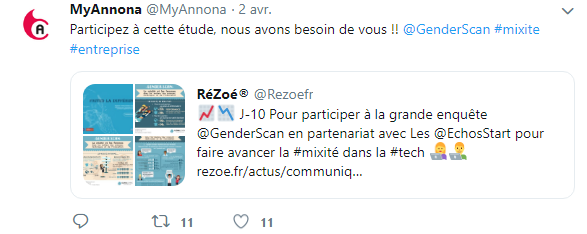 MyAnnona @MyAnnona · 2 avr.
Participez à cette étude, nous avons besoin de vous !! @GenderScan #mixite
#entreprise
RéZoé® @Rezoefr
📈📉 J-10 Pour participer à la grande enquête
@GenderScan en partenariat avec Les @EchosStart pour
faire avancer la #mixité dans la #tech 👩‍💻👨‍💻
rezoe.fr/actus/communiq...
11 11